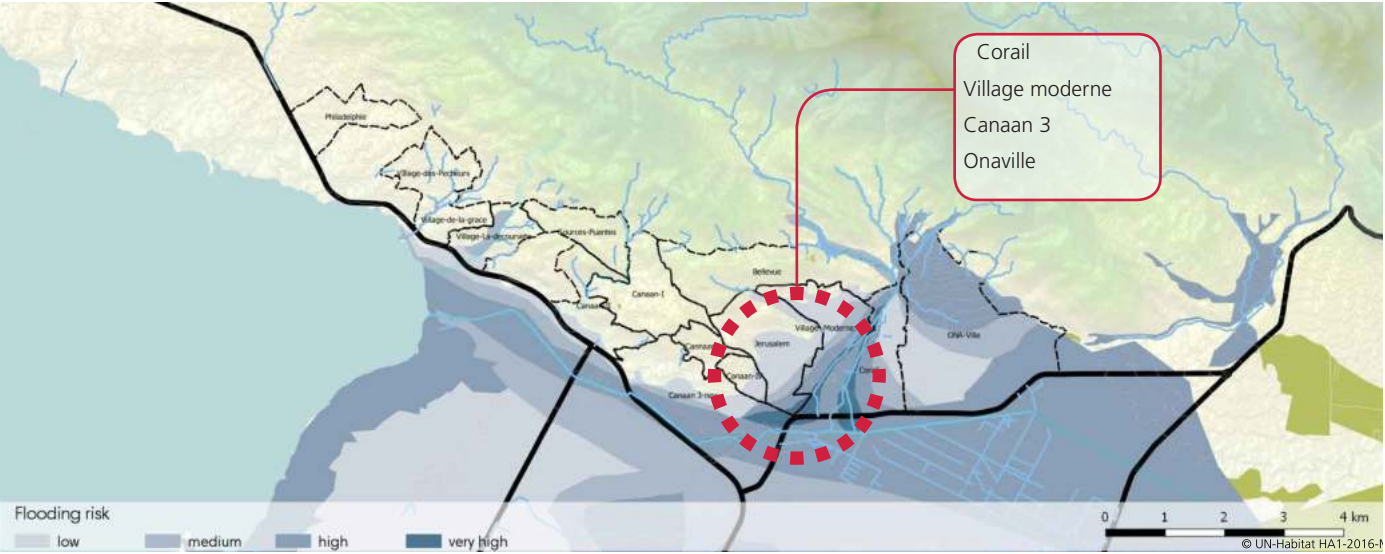 Corail
Village moderne
Canaan 3
Onaville
Philadelphie
Village-des-Pecheurs
Village-de-la-grace
Village-La-decouverte
Sources-Puantes
Bellevue
Canaan-I
Village-Moderne
ONA-Ville
Jerusalem
Canaan 3-
Flooding risk
low
medium
high
very high
0 1 2 3 4 km
© UN-Habitat HA1-2016-